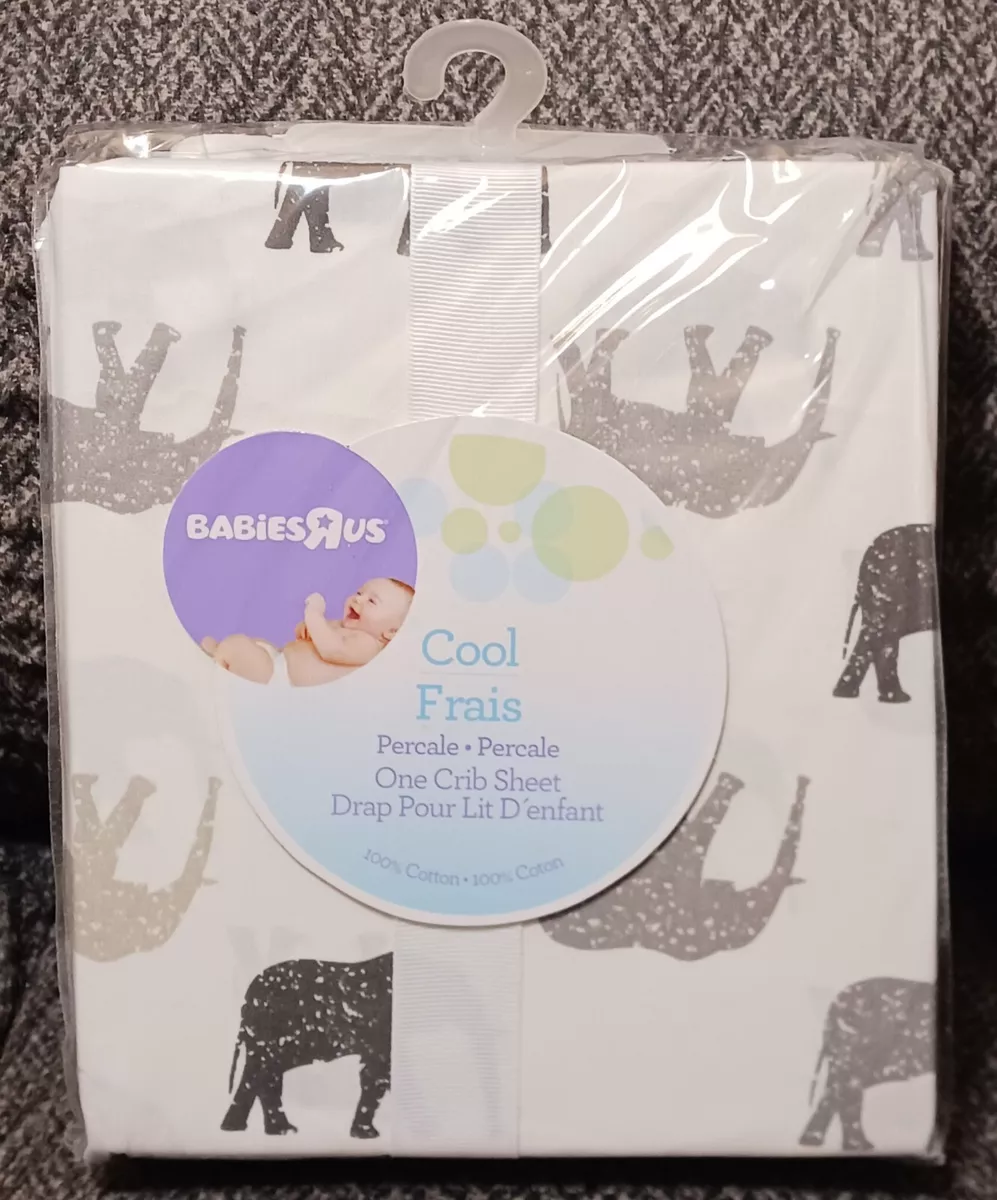 BABiESRUS
Cool
Frais
Percale • Percale
One Crib Sheet
Drap Pour Lit D´enfant
100% Cotton • 100% Coton